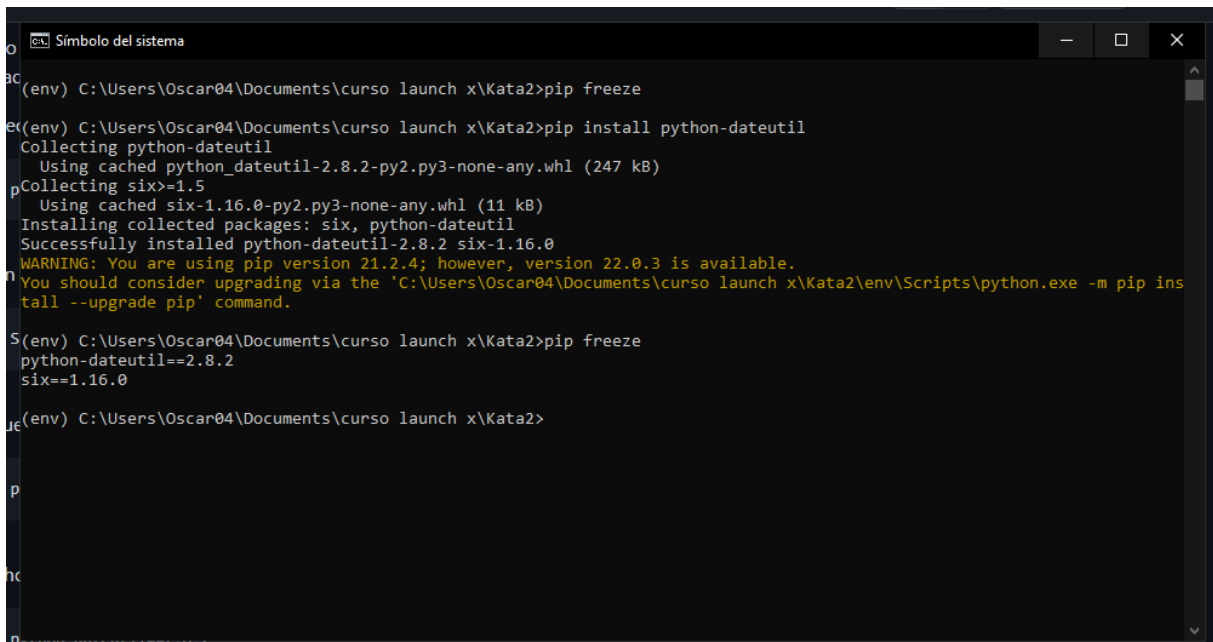 Símbolo del sistema
(env) C:\Users\Oscar04\Documents\curso launch x\Kata2>pip freeze
(env) C:\Users\Oscar04\Documents\curso launch x\Kata2>pip install python-dateutil
Collecting python-dateutil
Using cached python_dateutil-2.8.2-py2.py3-none-any.whl (247 kB)
Collecting six>=1.5
Using cached six-1.16.0-py2.py3-none-any.whl (11 kB)
Installing collected packages: six, python-dateutil
Successfully installed python-dateutil-2.8.2 six-1.16.0
WARNING: You are using pip version 21.2.4; however, version 22.0.3 is available.
You should consider upgrading via the 'C:\Users\Oscar04\Documents\curso launch x\Kata2\env\Scripts\python.exe -m pip ins
tall --upgrade pip' command.
(env) C:\Users\Oscar04\Documents\curso launch x\Kata2>pip freeze
python-dateutil==2.8.2
six==1.16.0
(env) C:\Users\Oscar04\Documents\curso launch x\Kata2>